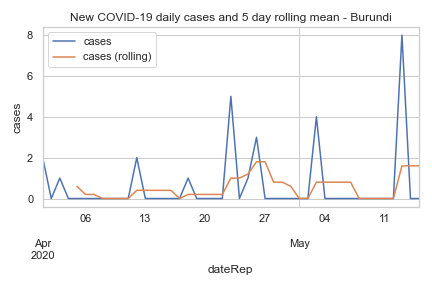 New COVID-19 daily cases and 5 day rolling mean - Burundi
cases
cases (rolling)
8
6
4
2
0
cases
06
13
20
27
04
11
Apr
2020
May
dateRep